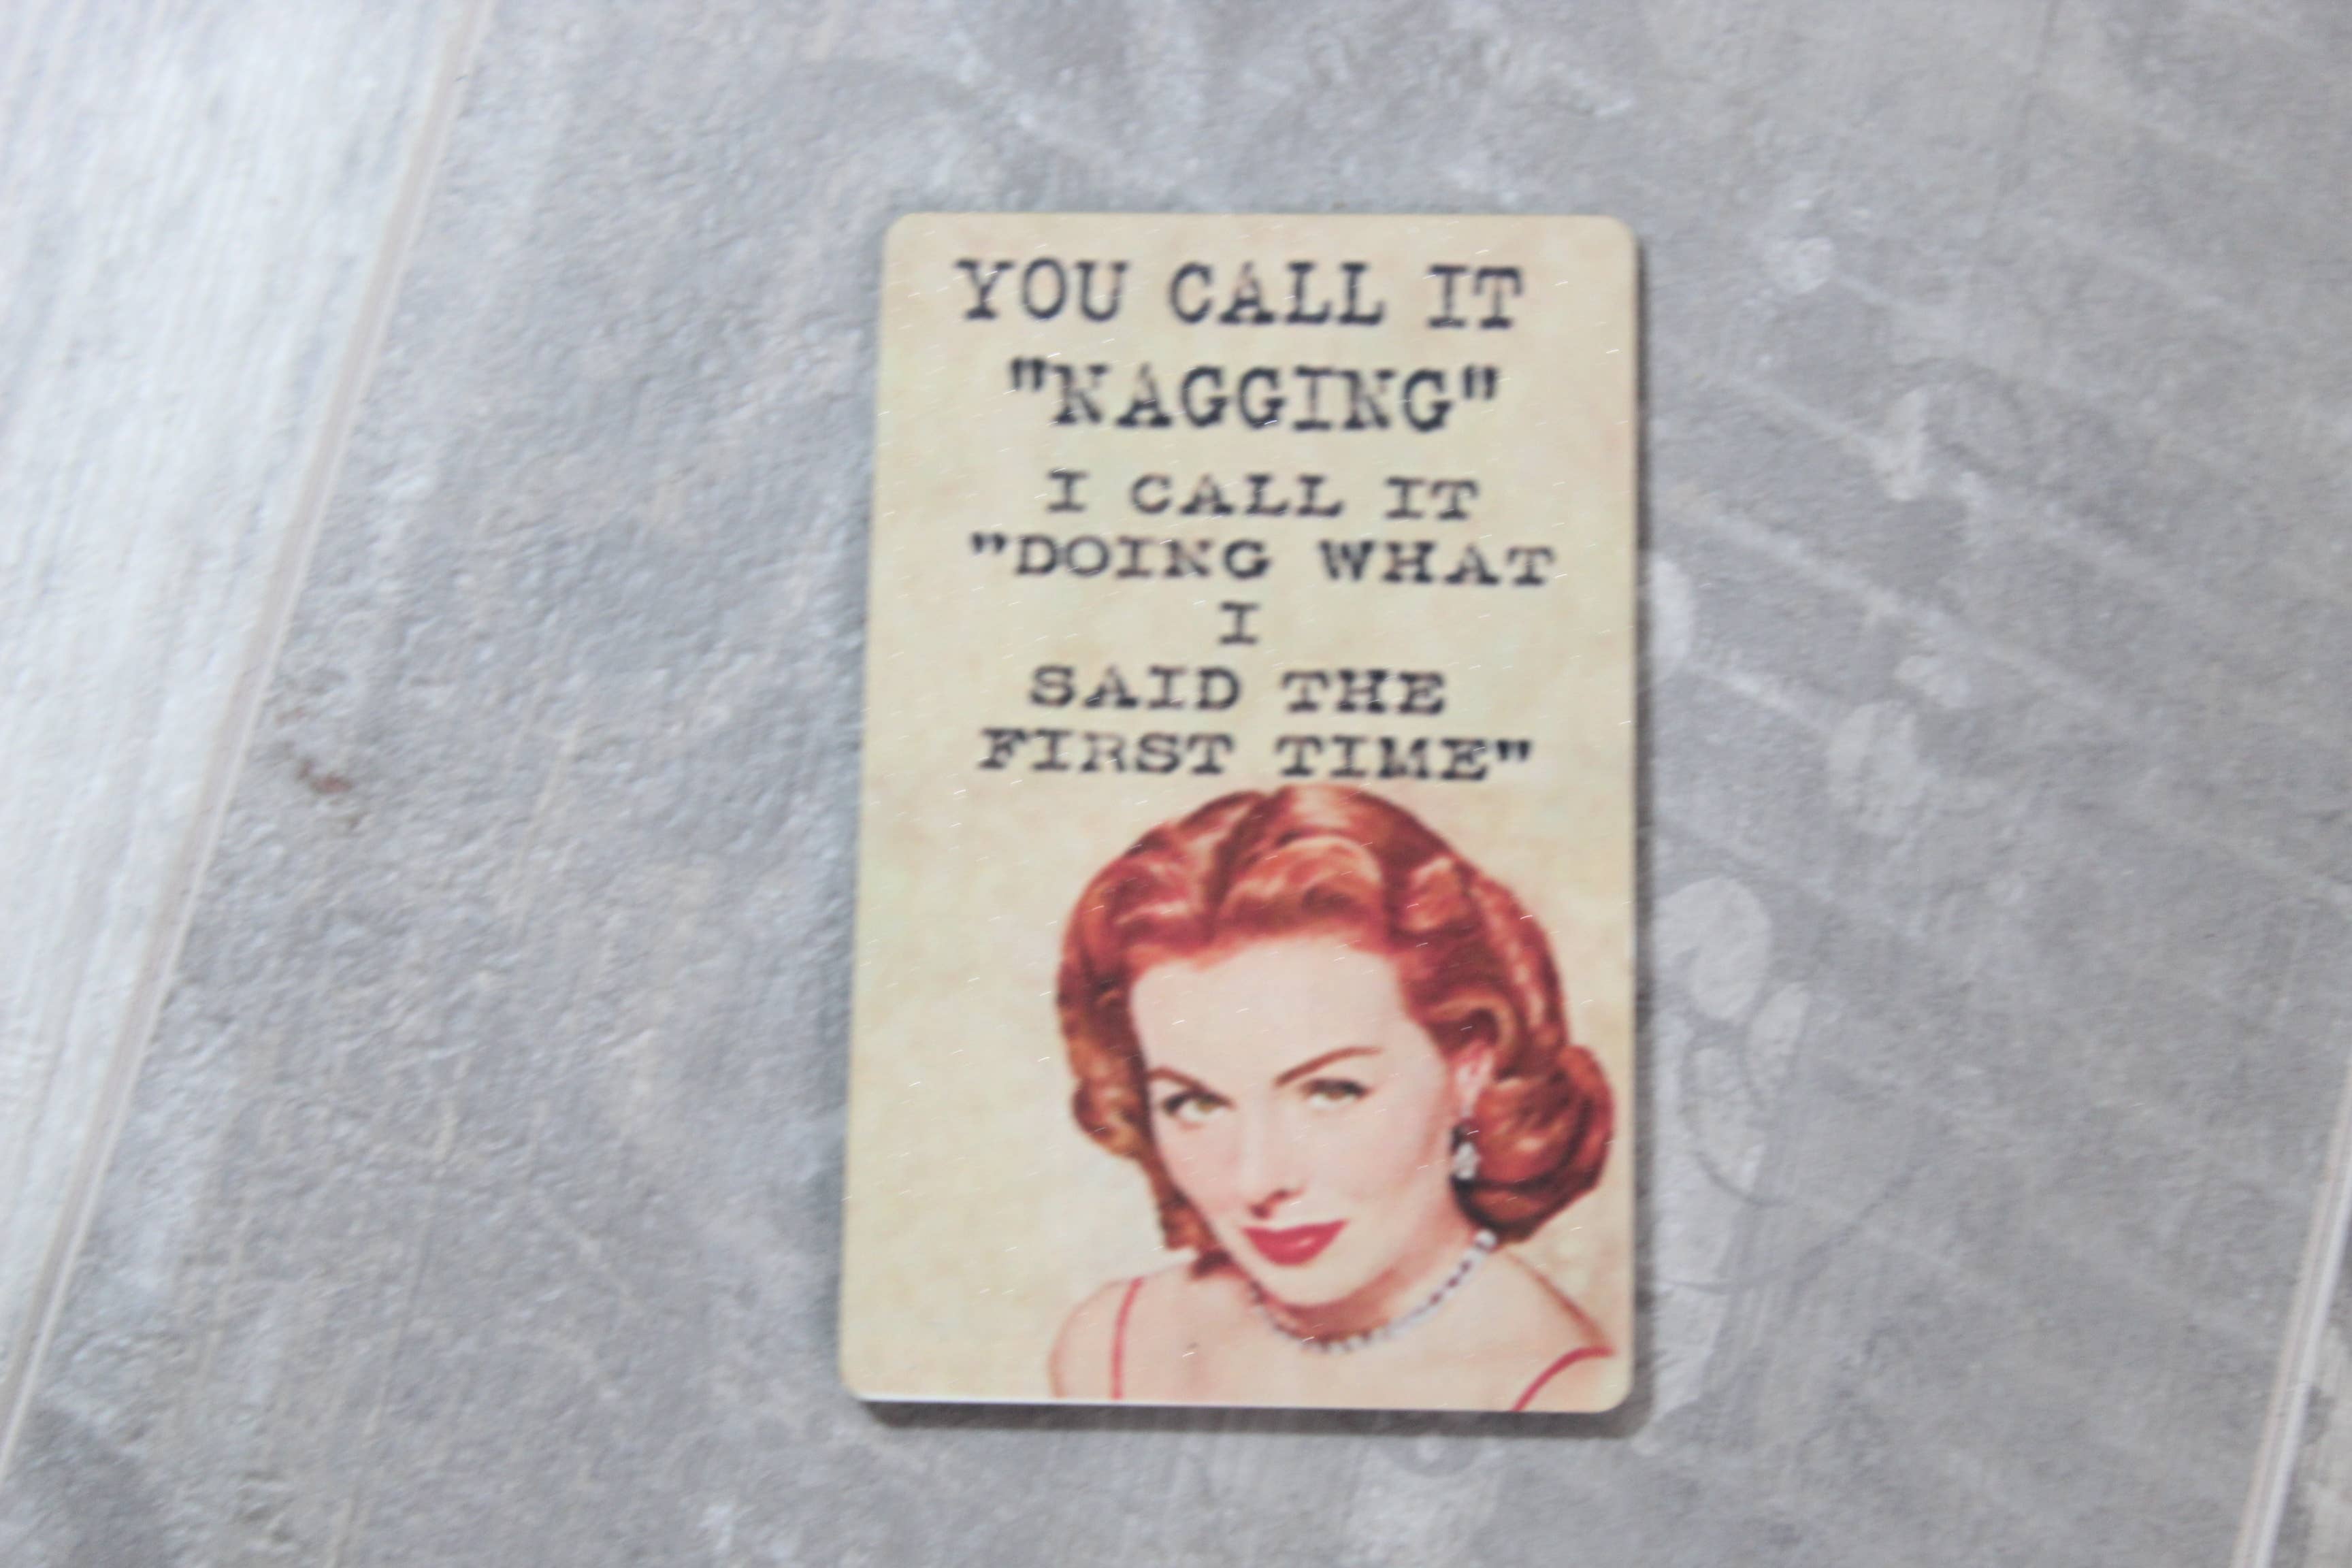 YOU CALL IT
"NAGGING"
I CALL IT
"DOING WHAT
I
SAID THE
FIRST TIME"